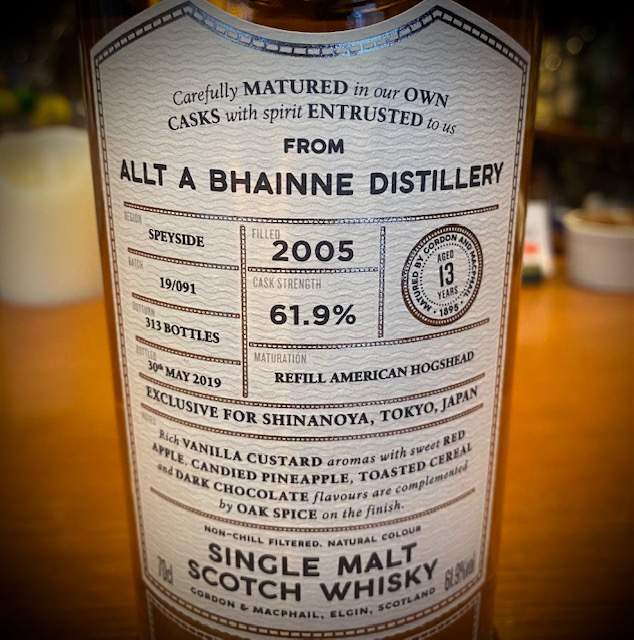 Carefully MATURED in our OWN
CASKS with spirit ENTRUSTED to us
FROM
ALLT A BHAINNE DISTILLERY
REGION
SPEYSIDE
BATCH
19/091
OUTTURN
313 BOTTLES
BOTTLED
30th MAY 2019
FILLED
2005
CASK STRENGTH
61.9%
MATURED BY GORDON AND MACPHAIL
AGED
13
YEARS
• 1895 •
MATURATION
REFILL AMERICAN HOGSHEAD
EXCLUSIVE FOR SHINANOYA, TOKYO, JAPAN
NOTES
Rich VANILLA CUSTARD aromas with sweet RED
APPLE, CANDIED PINEAPPLE, TOASTED CEREAL
and DARK CHOCOLATE flavours are complemented
by OAK SPICE on the finish.
NON-CHILL FILTERED. NATURAL COLOUR
SINGLE MALT
SCOTCH WHISKY
70cl
61.9%vol
GORDON & MACPHAIL, ELGIN, SCOTLAND